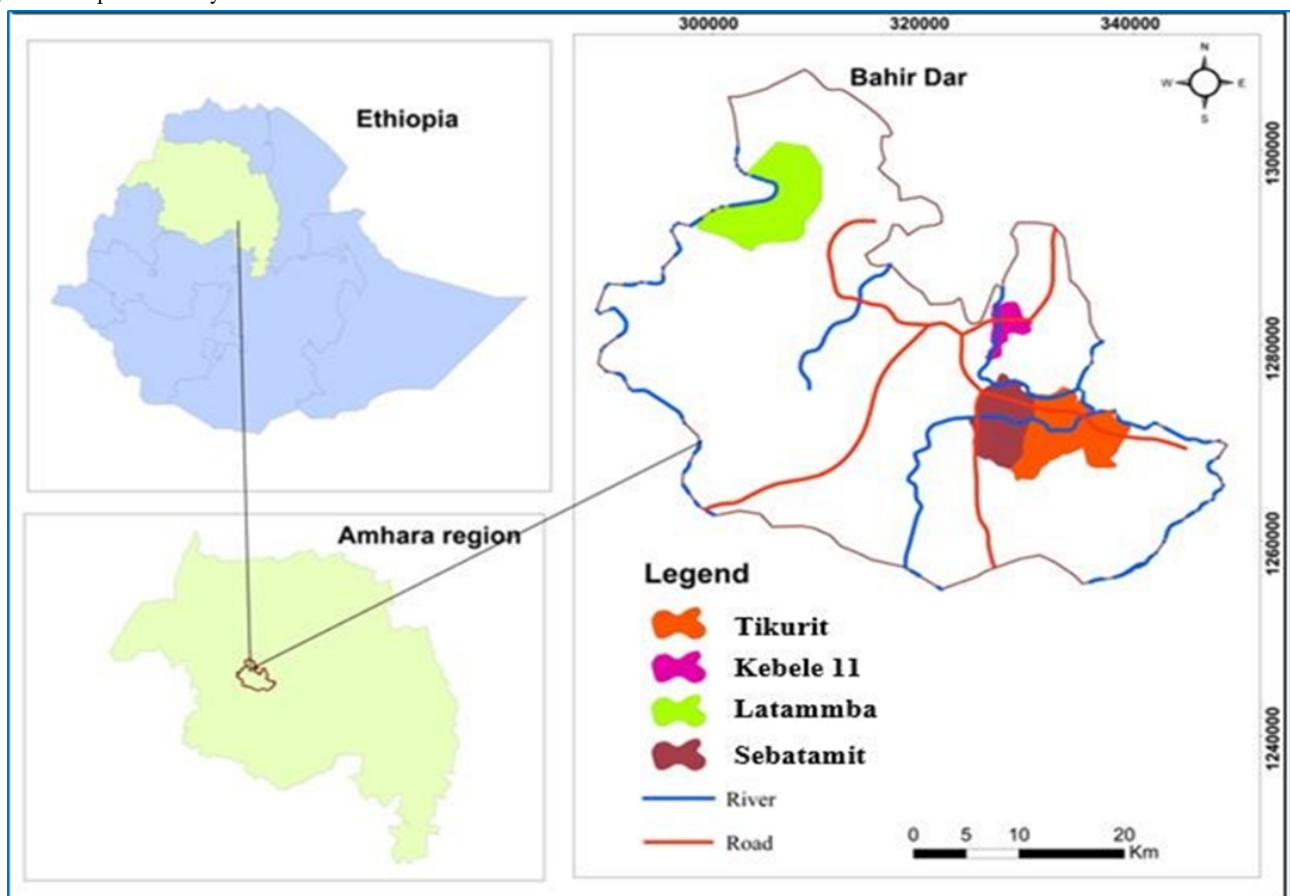 300000 320000 340000
Ethiopia
Bahir Dar
N
W E
S
1300000
1280000
1260000
1240000
Amhara region
Legend
Tikurit
Kebele 11
Latammba
Sebatamit
River
Road
0 5 10 20
Km